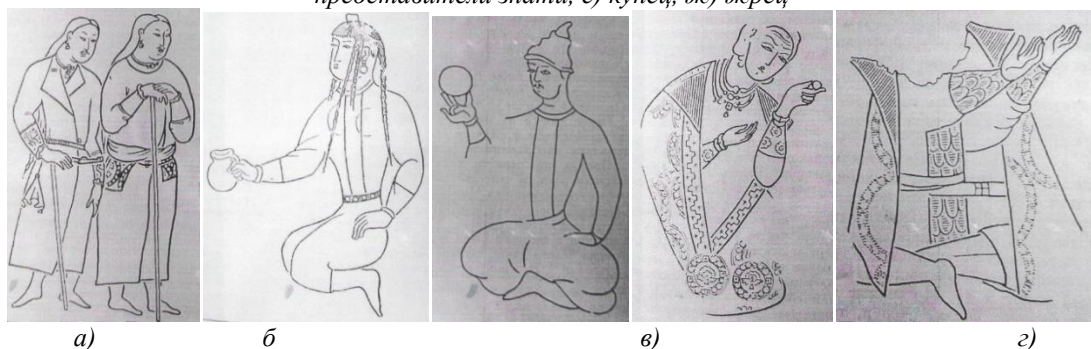 представители знати, е) купец, ж) жрец
а) б в) г)